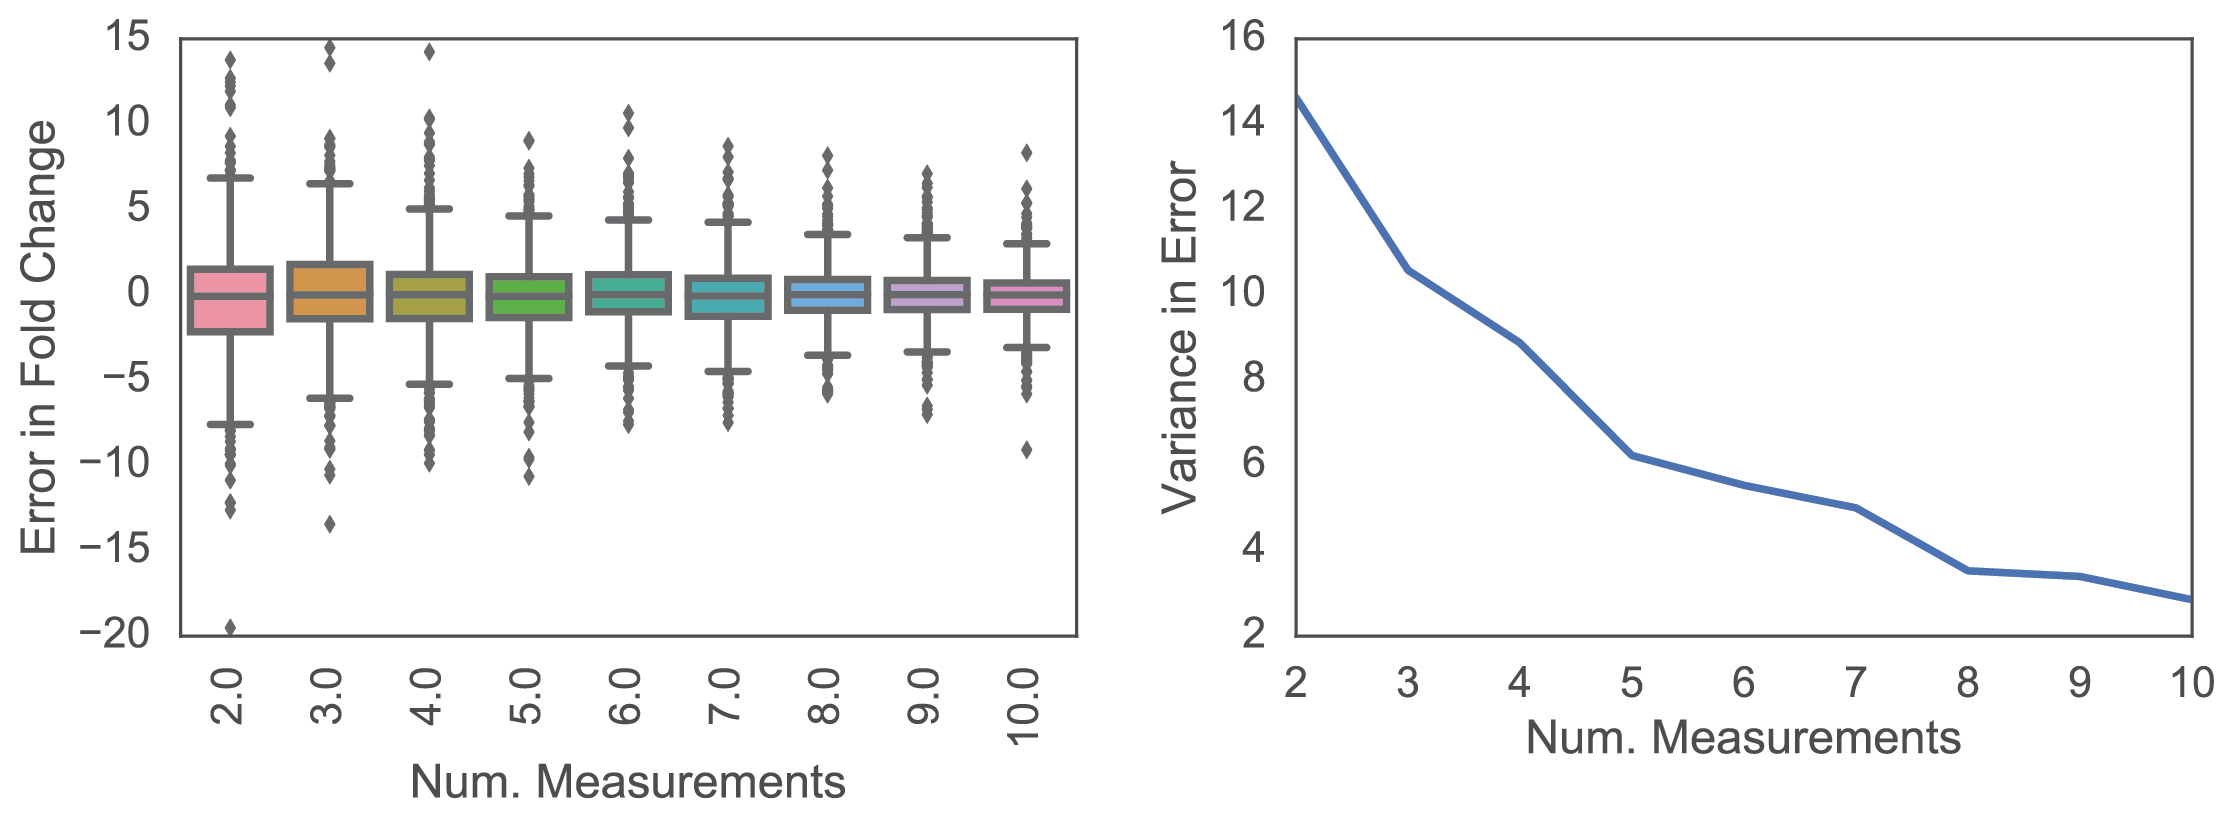 Error in Fold Change
15
10
5
0
−5
−10
−15
−20
2.0 3.0 4.0 5.0 6.0 7.0 8.0 9.0 10.0
Num. Measurements
Variance in Error
16
14
12
10
8
6
4
2
2 3 4 5 6 7 8 9 10
Num. Measurements